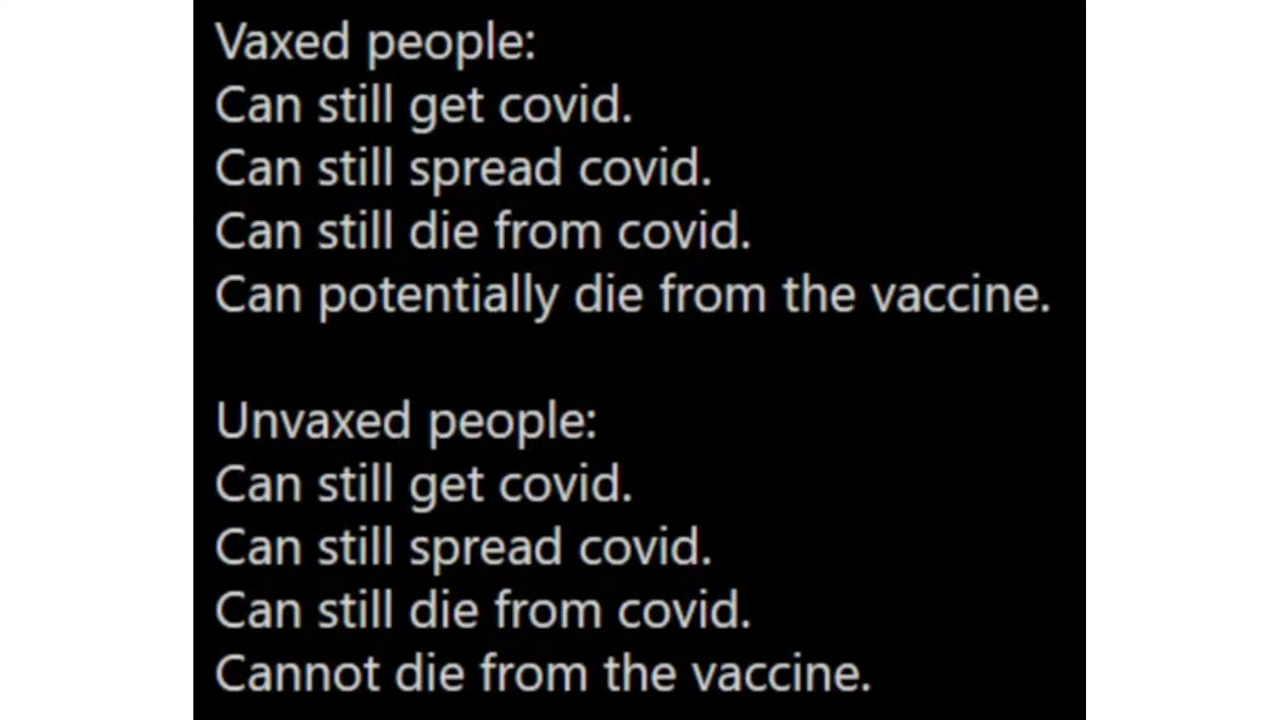 Vaxed people:
Can still get covid.
Can still spread covid.
Can still die from covid.
Can potentially die from the vaccine.
Unvaxed people:
Can still get covid.
Can still spread covid.
Can still die from covid.
Cannot die from the vaccine.